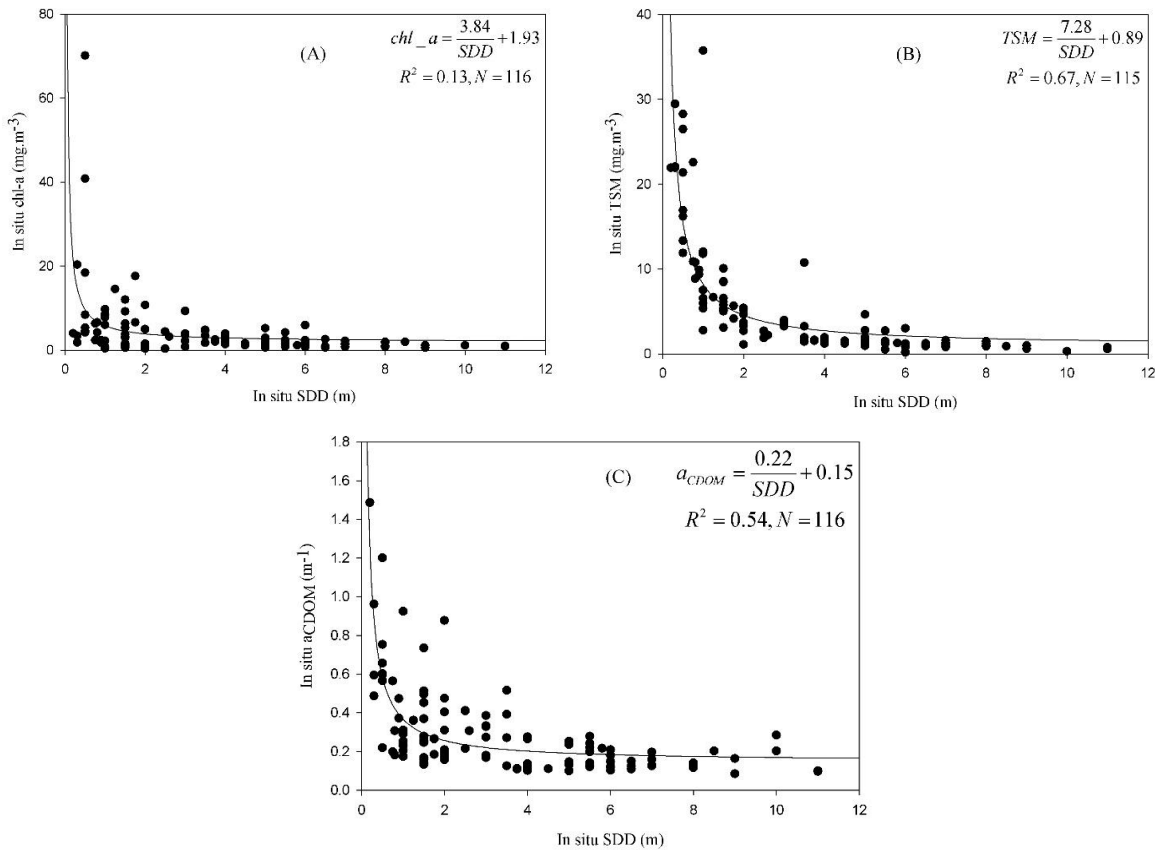 (A)
chl_a = 3.84/SDD + 1.93
R² = 0.13, N = 116
In situ chl-a (mg.m⁻³)
80
60
40
20
0
0 2 4 6 8 10 12
In situ SDD (m)
(B)
TSM = 7.28/SDD + 0.89
R² = 0.67, N = 115
In situ TSM (mg.m⁻³)
40
30
20
10
0
0 2 4 6 8 10 12
In situ SDD (m)
(C)
a_CDOM = 0.22/SDD + 0.15
R² = 0.54, N = 116
In situ aCDOM (m⁻¹)
1.8
1.6
1.4
1.2
1.0
0.8
0.6
0.4
0.2
0.0
0 2 4 6 8 10 12
In situ SDD (m)